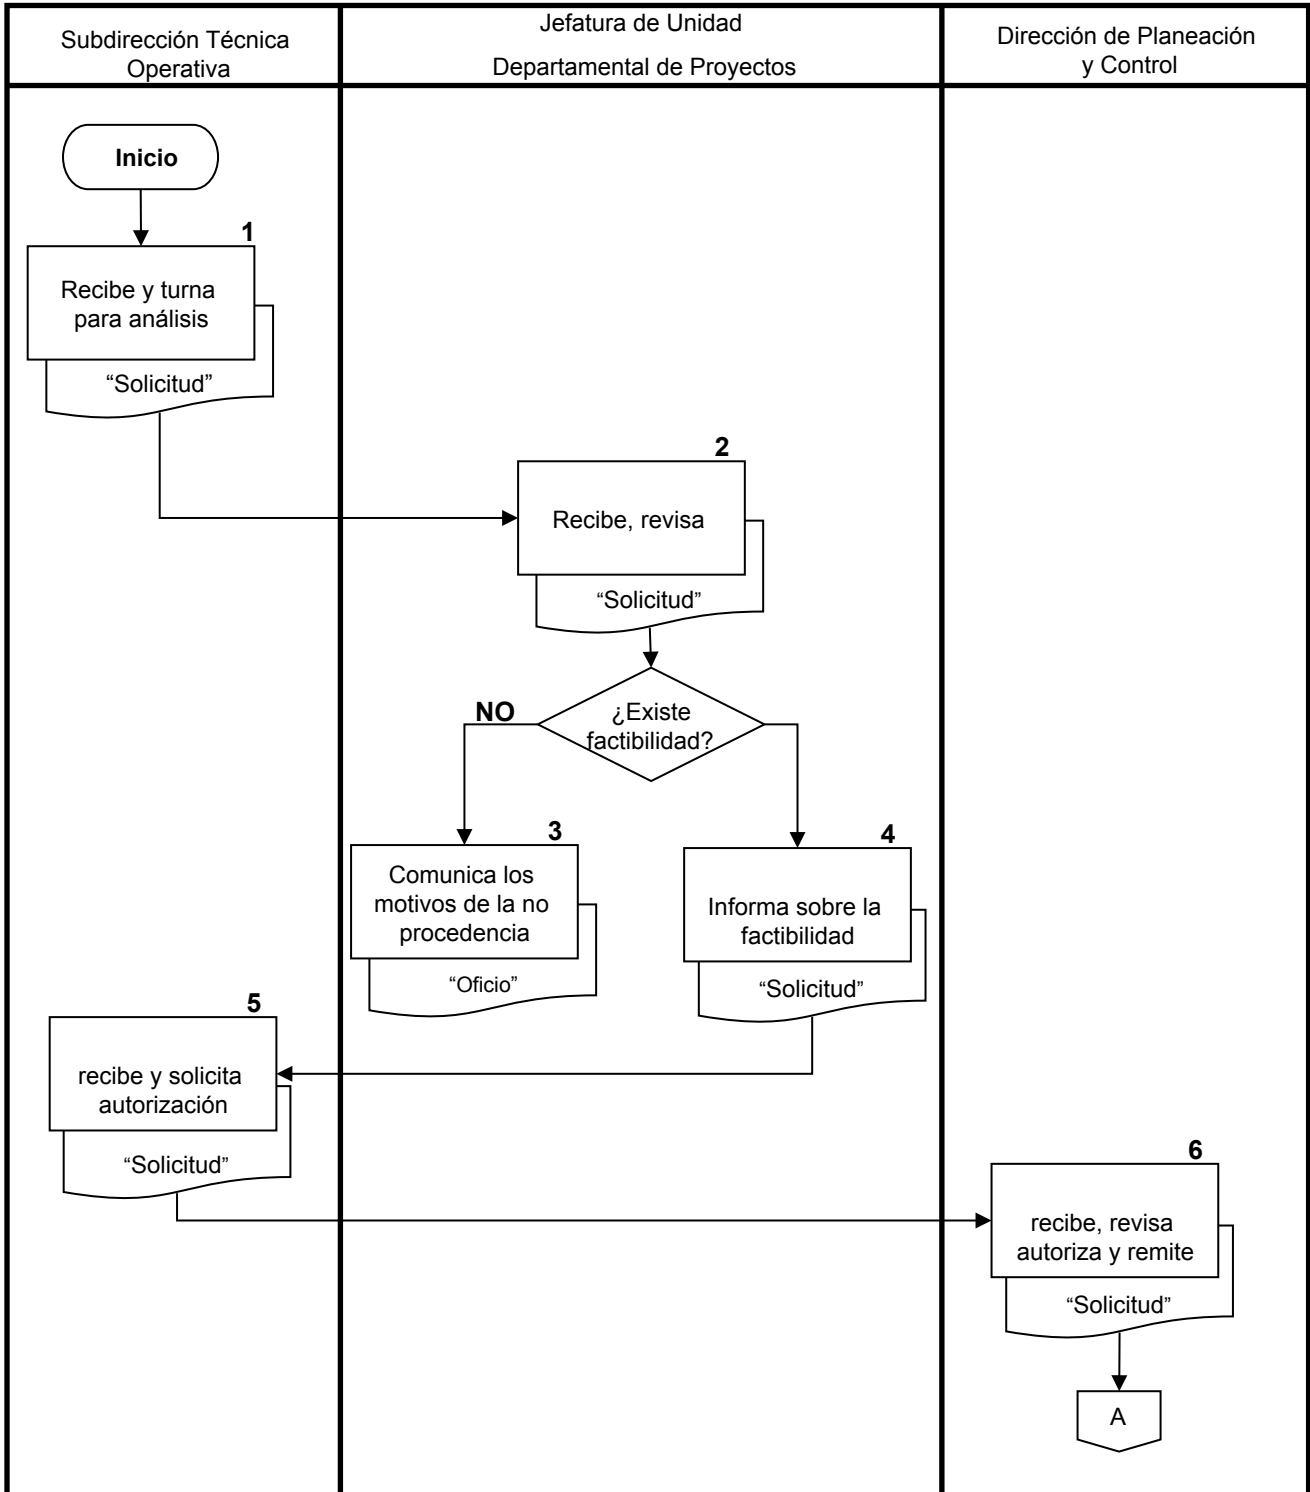 Subdirección Técnica
Operativa
Jefatura de Unidad
Departamental de Proyectos
Dirección de Planeación
y Control
Inicio
1
Recibe y turna
para análisis
“Solicitud”
2
Recibe, revisa
“Solicitud”
¿Existe
factibilidad?
NO
3
Comunica los
motivos de la no
procedencia
“Oficio”
4
Informa sobre la
factibilidad
“Solicitud”
5
recibe y solicita
autorización
“Solicitud”
6
recibe, revisa
autoriza y remite
“Solicitud”
A